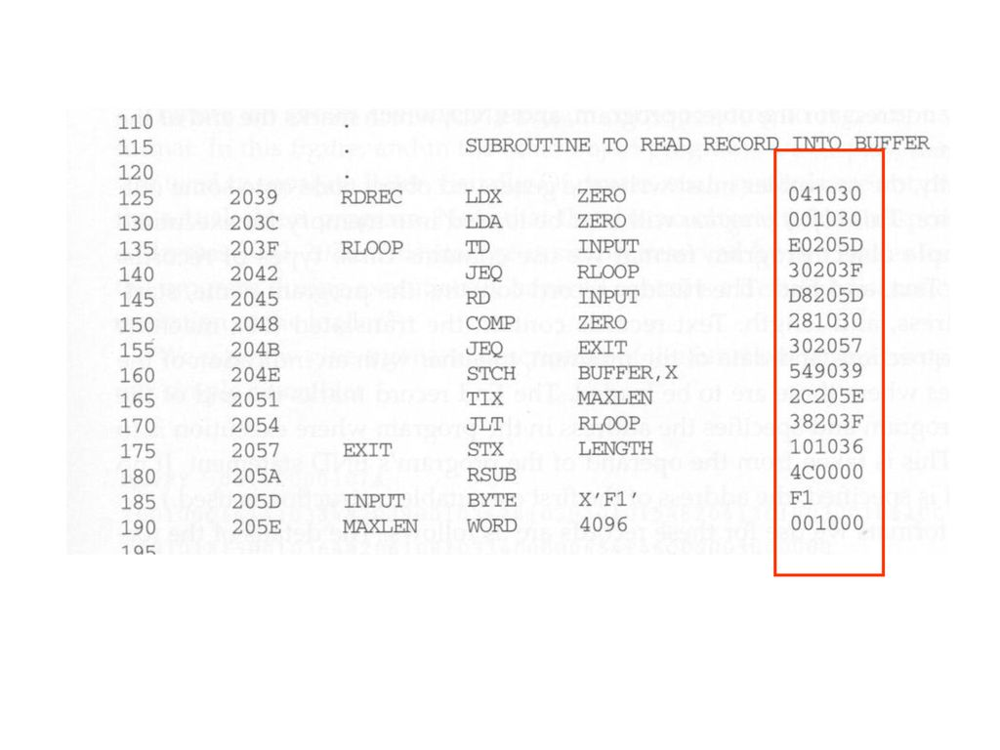 110 .
115 . SUBROUTINE TO READ RECORD INTO BUFFER
120 .
125 2039 RDREC LDX ZERO 041030
130 203C LDA ZERO 001030
135 203F RLOOP TD INPUT E0205D
140 2042 JEQ RLOOP 30203F
145 2045 RD INPUT D8205D
150 2048 COMP ZERO 281030
155 204B JEQ EXIT 302057
160 204E STCH BUFFER,X 549039
165 2051 TIX MAXLEN 2C205E
170 2054 JLT RLOOP 38203F
175 2057 EXIT STX LENGTH 101036
180 205A RSUB 4C0000
185 205D INPUT BYTE X'F1' F1
190 205E MAXLEN WORD 4096 001000
195